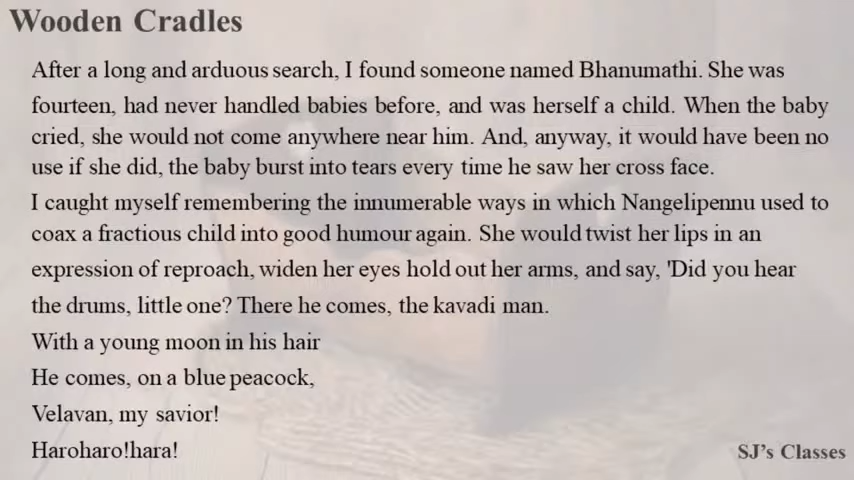 Wooden Cradles
After a long and arduous search, I found someone named Bhanumathi. She was
fourteen, had never handled babies before, and was herself a child. When the baby
cried, she would not come anywhere near him. And, anyway, it would have been no
use if she did, the baby burst into tears every time he saw her cross face.
I caught myself remembering the innumerable ways in which Nangelipennu used to
coax a fractious child into good humour again. She would twist her lips in an
expression of reproach, widen her eyes hold out her arms, and say, 'Did you hear
the drums, little one? There he comes, the kavadi man.
With a young moon in his hair
He comes, on a blue peacock,
Velavan, my savior!
Haroharo!hara!
SJ's Classes